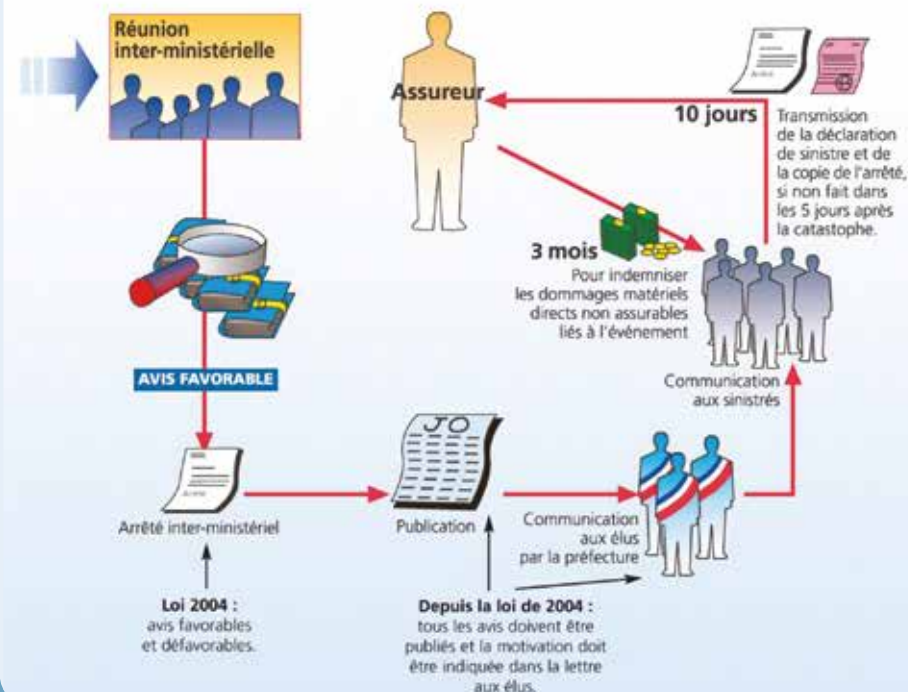 Réunion
inter-ministérielle
Assureur
10 jours
Transmission
de la déclaration
de sinistre et de
la copie de l'arrêté,
si non fait dans
les 5 jours après
la catastrophe.
3 mois
Pour indemniser
les dommages matériels
directs non assurables
liés à l'événement
Communication
aux sinistrés
AVIS FAVORABLE
Arrêté inter-ministériel
JO
Publication
Communication
aux élus
par la préfecture
Loi 2004 :
avis favorables
et défavorables.
Depuis la loi de 2004 :
tous les avis doivent être
publiés et la motivation doit
être indiquée dans la lettre
aux élus.